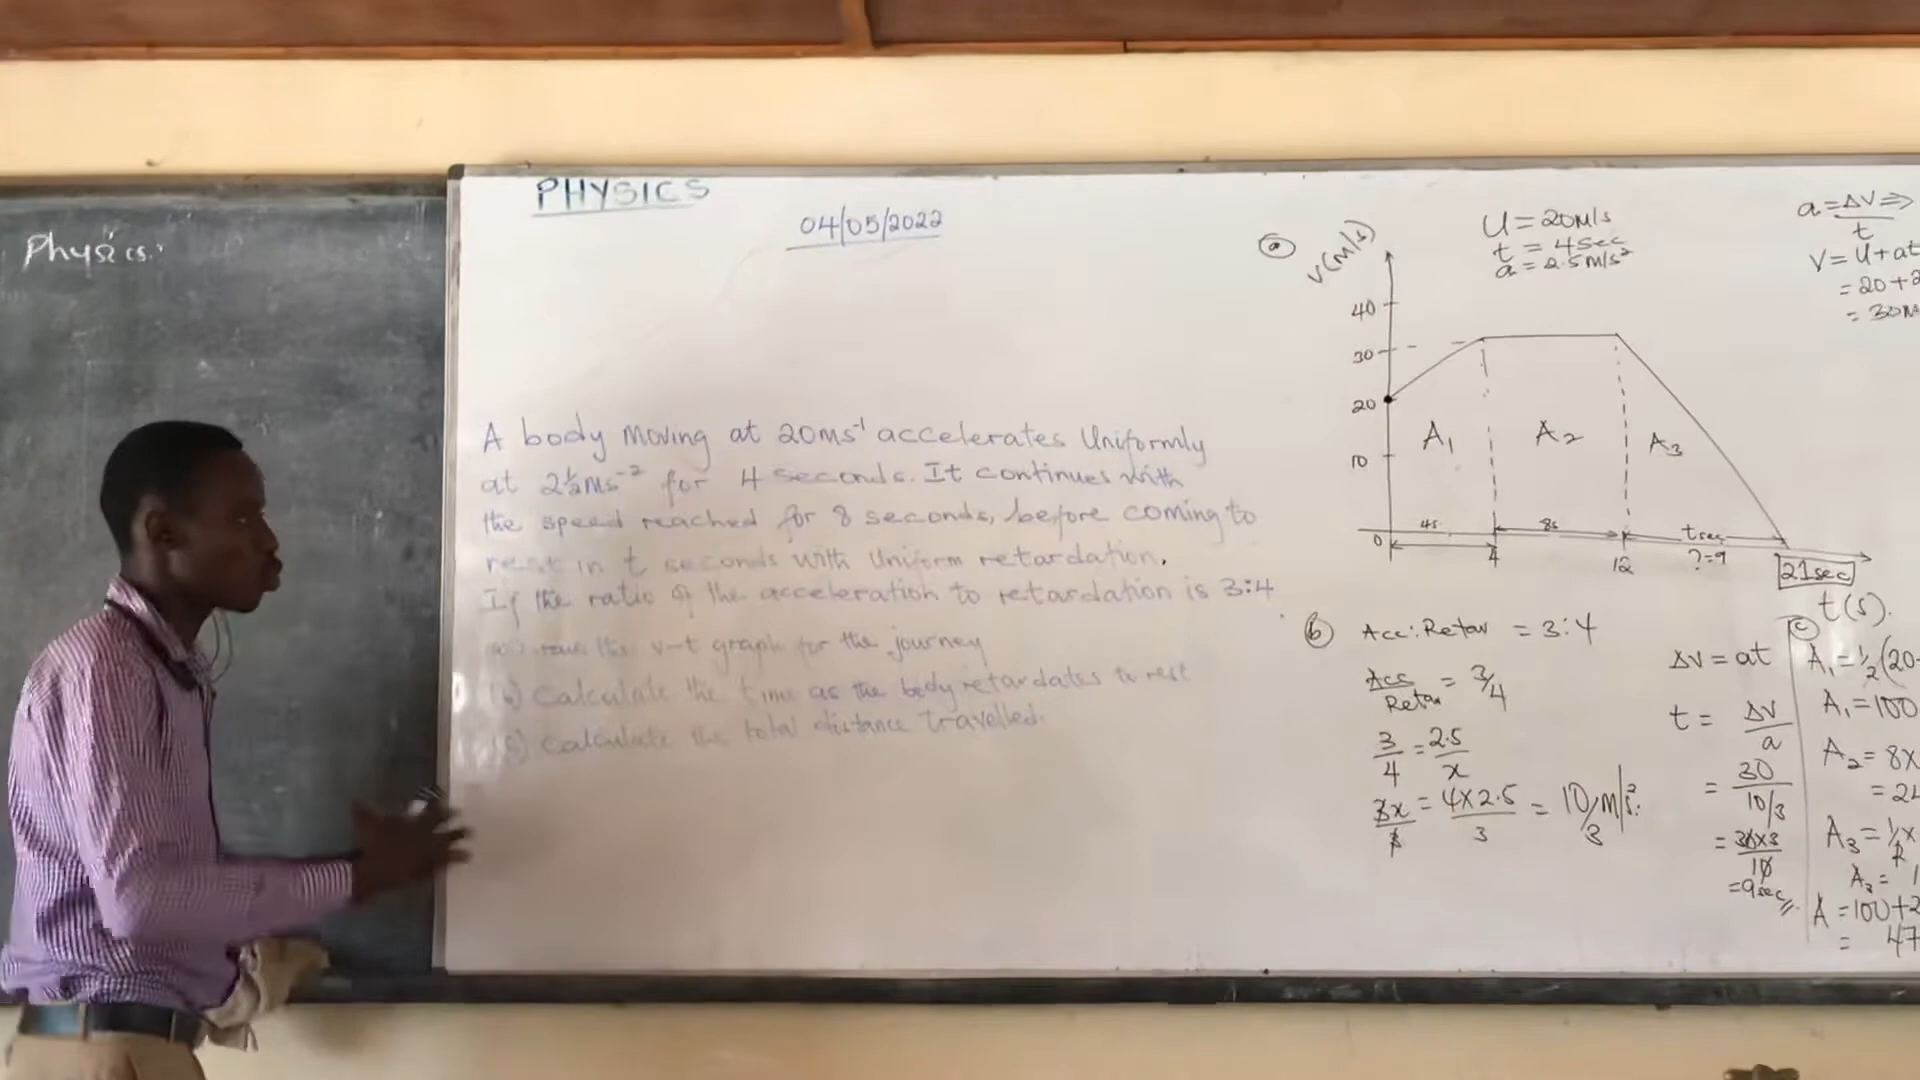 Physics:
PHYSICS
04/05/2022
A body moving at 20ms⁻¹ accelerates Uniformly
at 2½ms⁻² for 4 seconds. It continues with
the speed reached for 8 seconds, before coming to
rest in t seconds with Uniform retardation.
If the ratio of the acceleration to retardation is 3:4
the v-t graph for the journey
(b) Calculate the time as the body retardates to rest
Calculate the total distance travelled.
(a)
V(m/s)
U = 20m/s
t = 4sec
a = 2.5m/s²
40
30
20
10
0
A₁
A₂
A₃
4s
8s
t sec
4
12
?=9
21sec
t(s).
a = ΔV/t ⇒
V = U+at
= 20+2
= 30
(b)
Acc:Retar = 3:4
Acc/Retar = 3/4
3/4 = 2.5/x
3x/3 = 4×2.5/3 = 10/3 m/s².
Δv = at
t = Δv/a
= 30/10/3
= 30×3/10
=9sec
(c)
A₁ = ½(20
A₁ = 100
A₂ = 8×
= 24
A₃ = ½×
A₃ = 1
A = 100+2
= 47